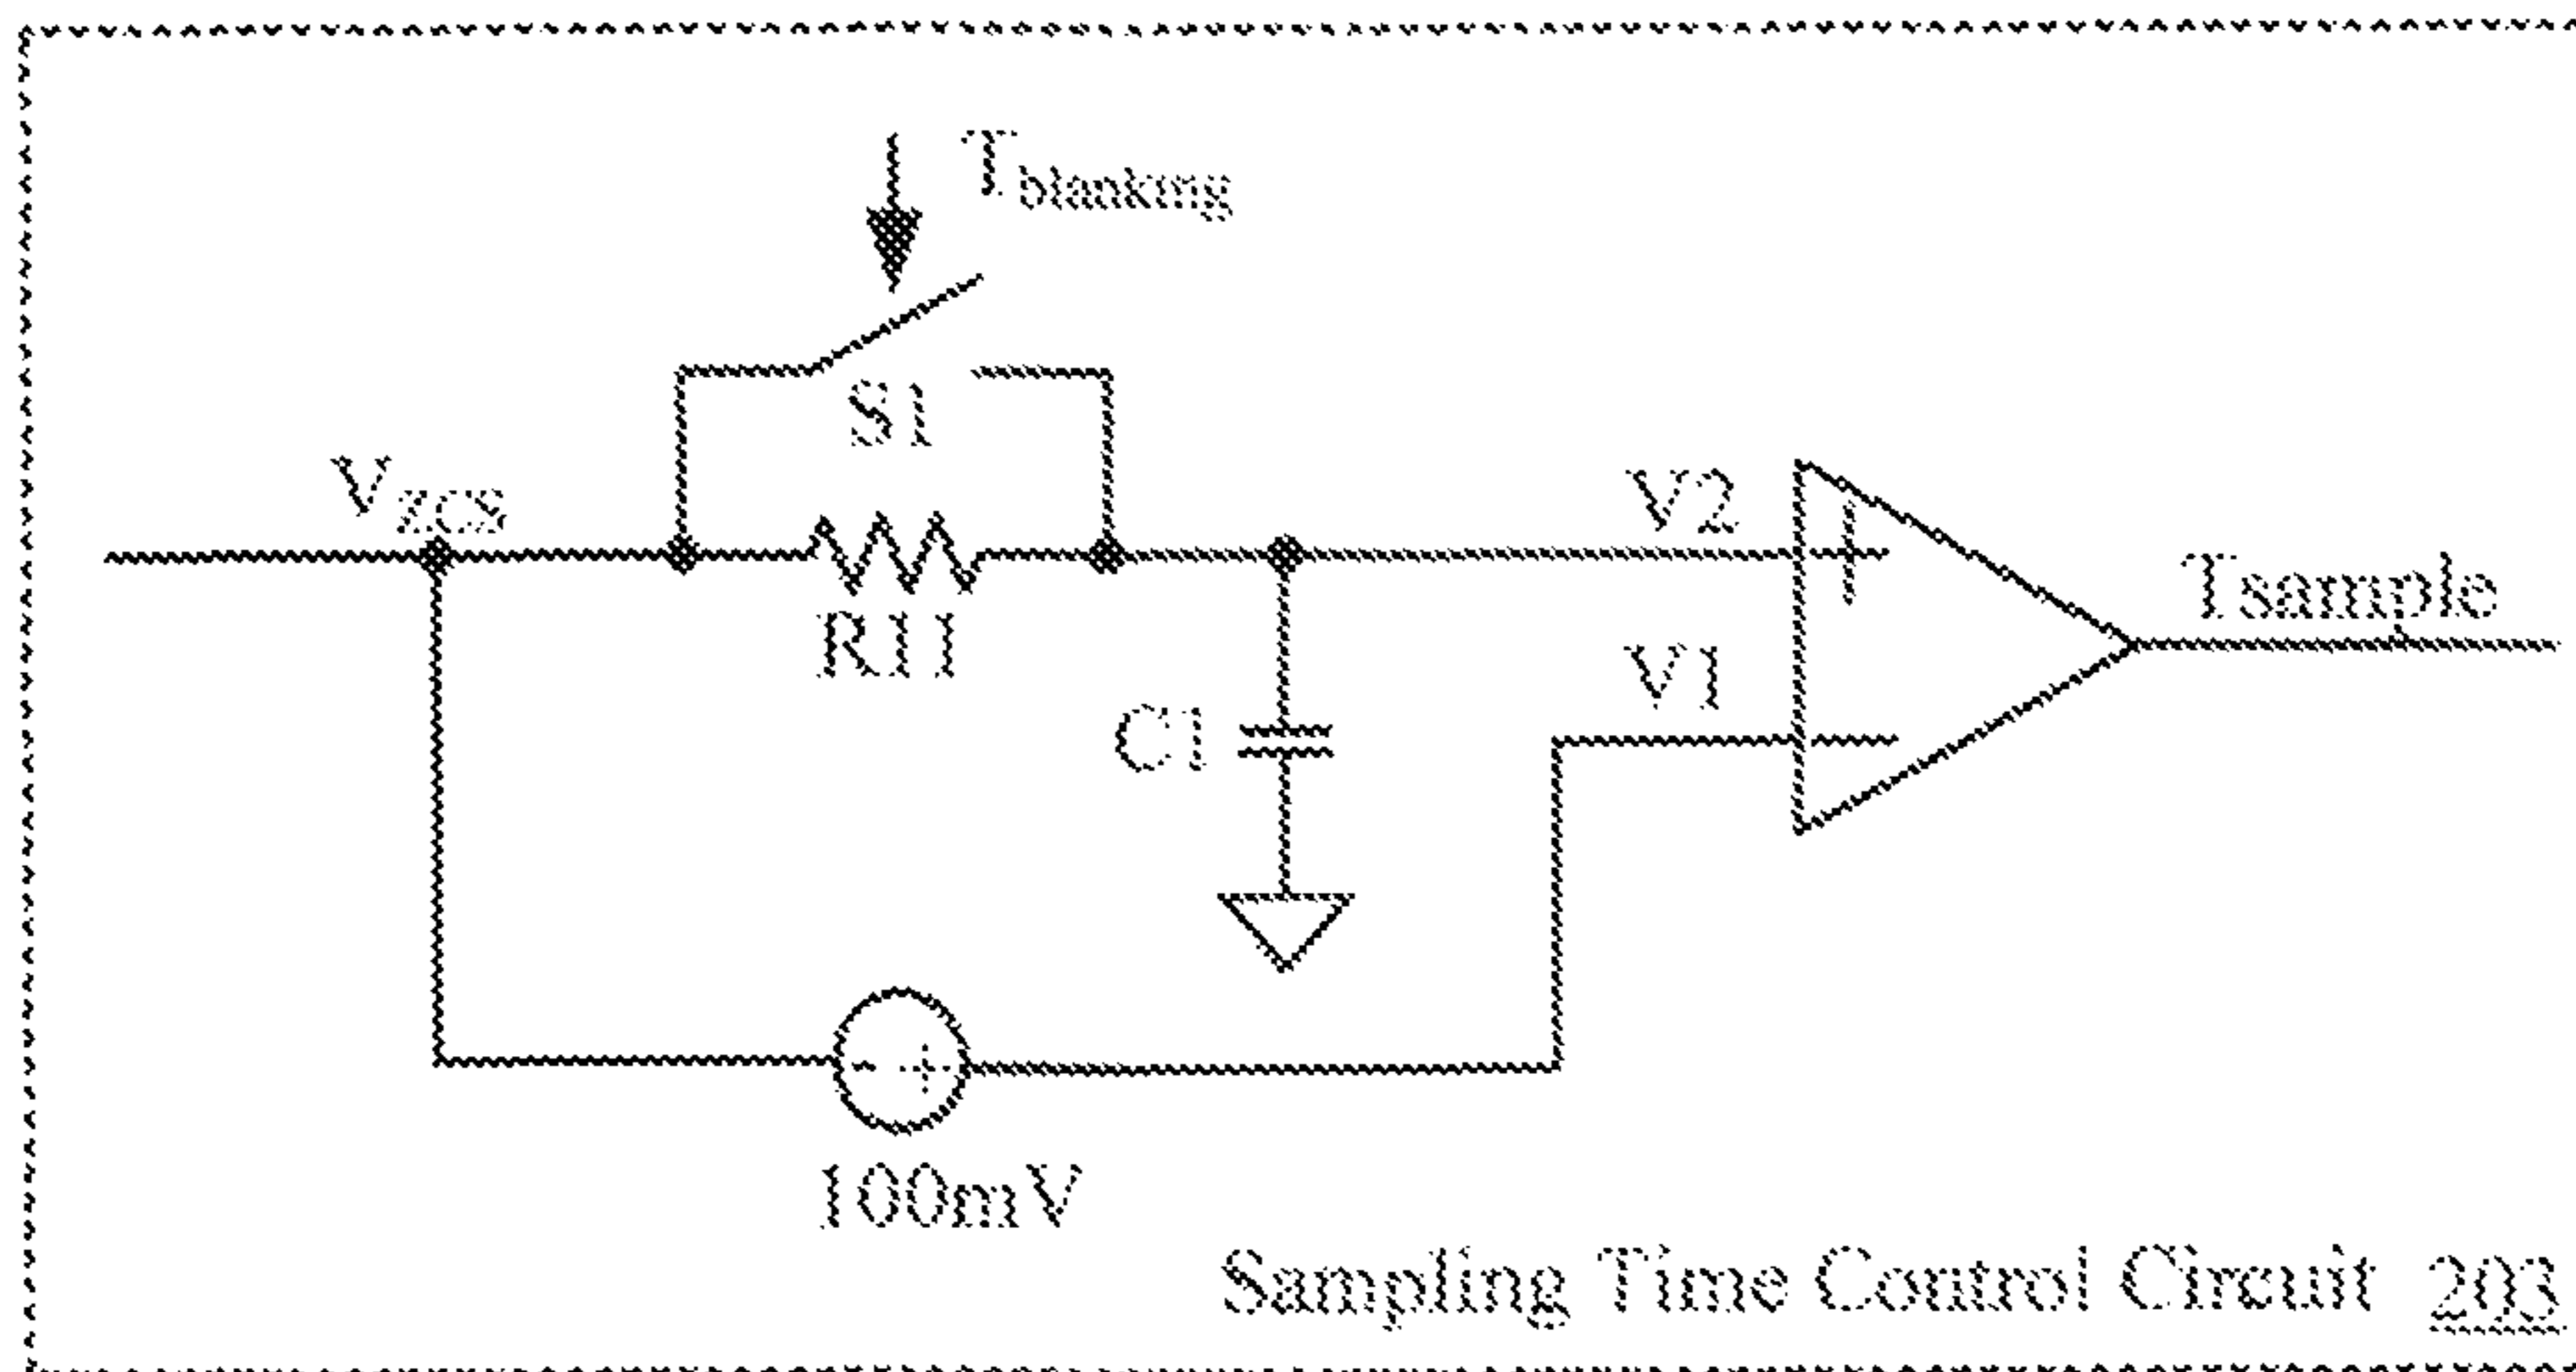 Tblanking
S1
VZCS
R11
V2
+
Tsample
V1
C1
- +
100mV
Sampling Time Control Circuit 203